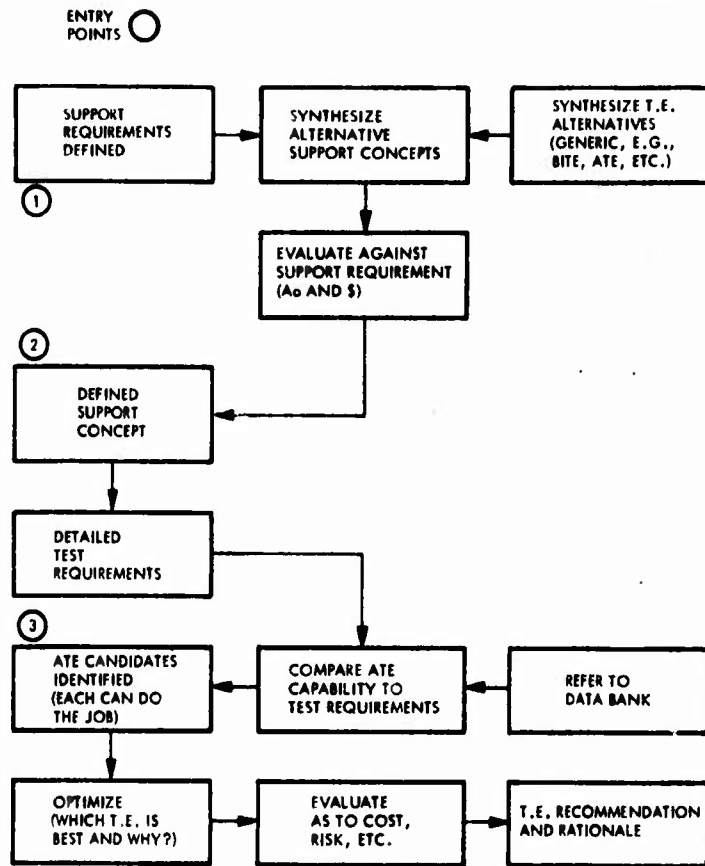 ENTRY
POINTS
SUPPORT
REQUIREMENTS
DEFINED
SYNTHESIZE
ALTERNATIVE
SUPPORT CONCEPTS
SYNTHESIZE T.E.
ALTERNATIVES
(GENERIC, E.G.,
BITE, ATE, ETC.)
1
EVALUATE AGAINST
SUPPORT REQUIREMENT
(Ao AND $)
2
DEFINED
SUPPORT
CONCEPT
DETAILED
TEST
REQUIREMENTS
3
ATE CANDIDATES
IDENTIFIED
(EACH CAN DO
THE JOB)
COMPARE ATE
CAPABILITY TO
TEST REQUIREMENTS
REFER TO
DATA BANK
OPTIMIZE
(WHICH T.E. IS
BEST AND WHY?)
EVALUATE
AS TO COST,
RISK, ETC.
T.E. RECOMMENDATION
AND RATIONALE